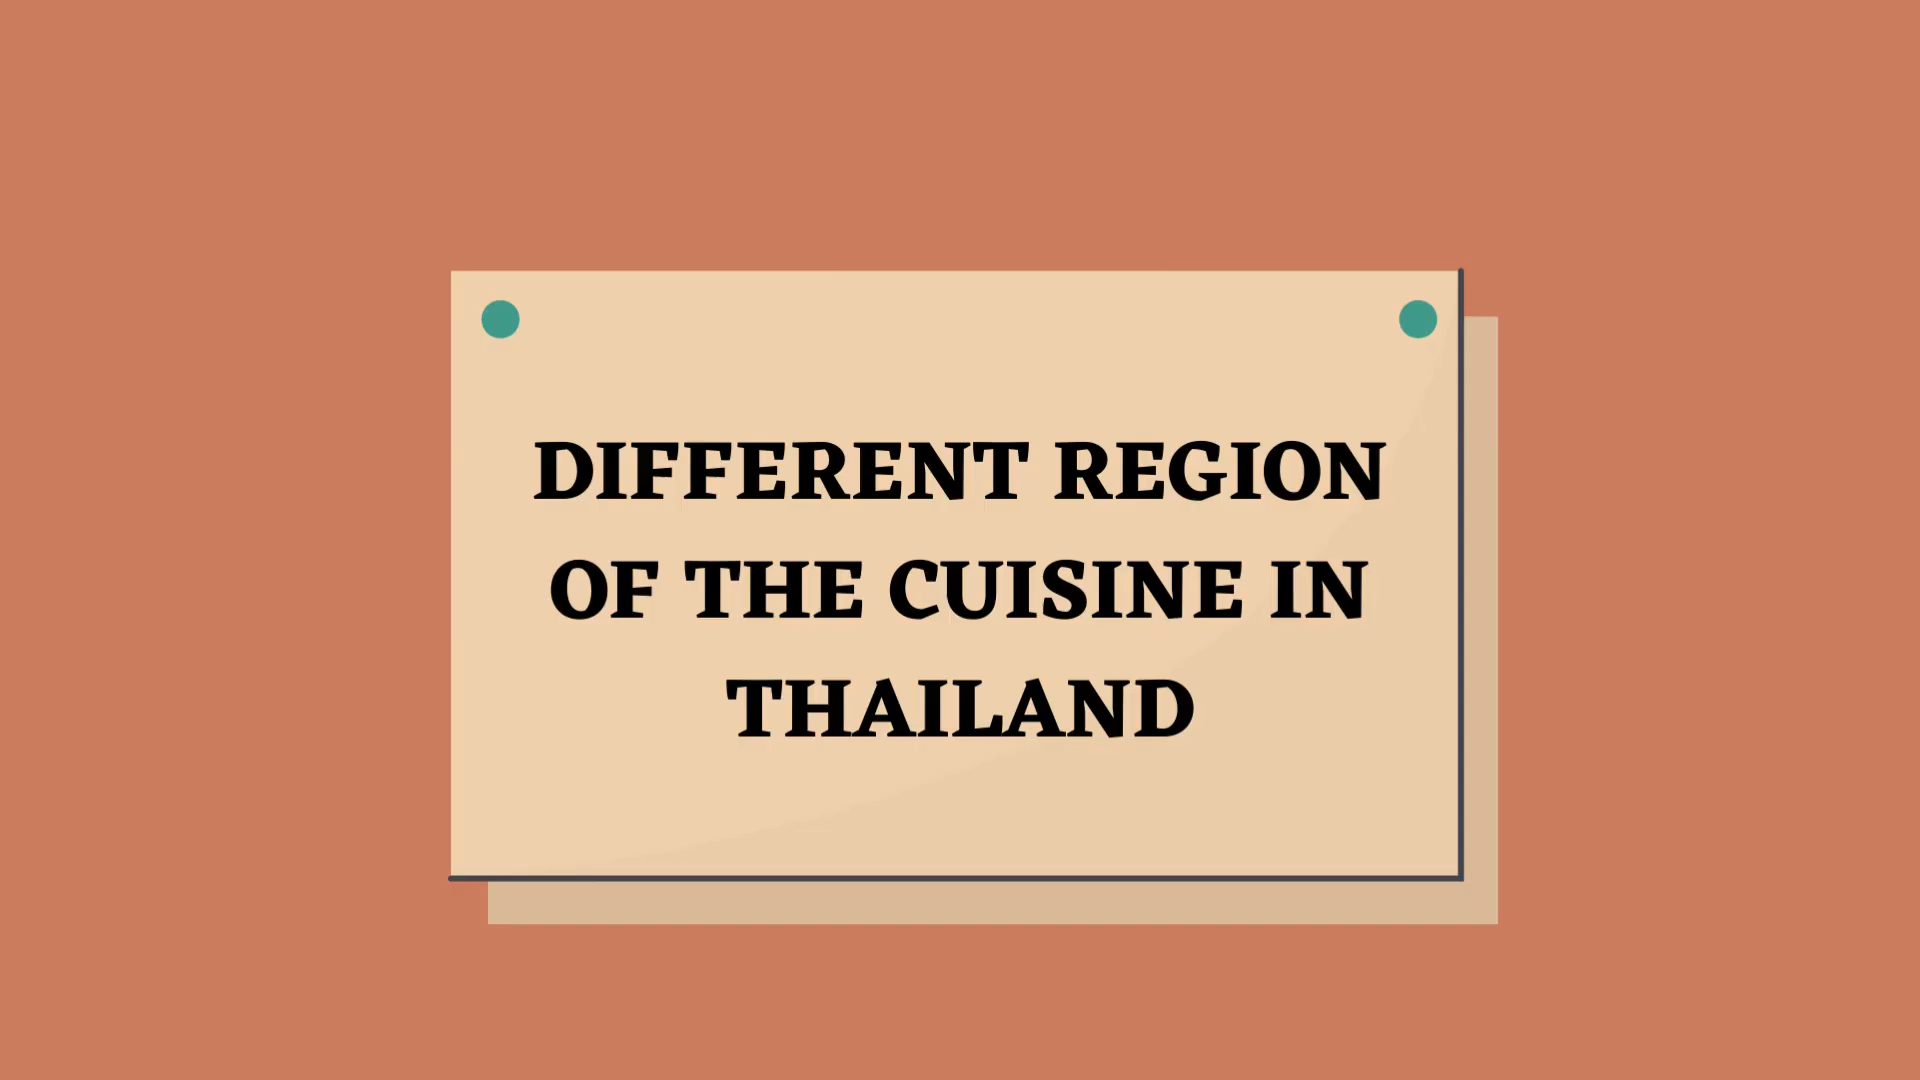 DIFFERENT REGION
OF THE CUISINE IN
THAILAND